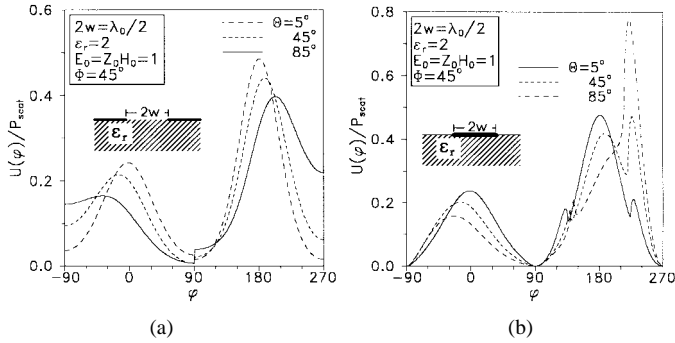 2w=λ₀/2
εᵣ=2
E₀=Z₀H₀=1
Φ=45°
Θ=5°
45°
85°
2w
εᵣ
U(φ)/Pscat
0.6
0.4
0.2
0.0
-90 0 90 180 270
φ
(a)
2w=λ₀/2
εᵣ=2
E₀=Z₀H₀=1
Φ=45°
Θ=5°
45°
85°
2w
εᵣ
U(φ)/Pscat
0.8
0.6
0.4
0.2
0.0
-90 0 90 180 270
φ
(b)